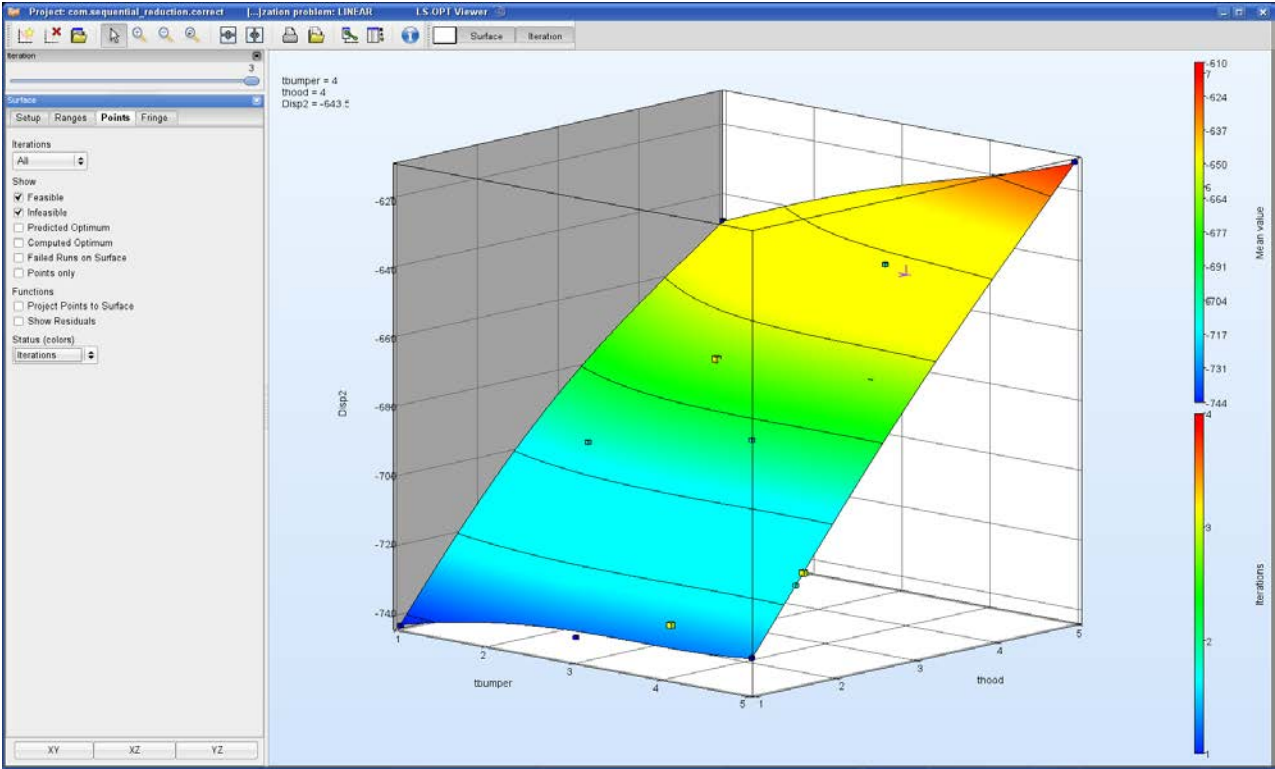 Project: com.sequential_reduction.correct [...]zation problem: LINEAR LS-OPT Viewer
Surface Iteration
Iteration
3
Surface
Setup Ranges Points Fringe
Iterations
All
Show
Feasible
Infeasible
Predicted Optimum
Computed Optimum
Failed Runs on Surface
Points only
Functions
Project Points to Surface
Show Residuals
Status (colors)
Iterations
XY XZ YZ
tbumper = 4
thood = 4
Disp2 = -643.5
-620
-640
-660
-680
-700
-720
-740
Disp2
1
2
3
4
5
tbumper
1
2
3
4
5
thood
-610
7
-624
-637
-650
6
-664
-677
-691
-717
-731
-744
Mean value
4
3
2
1
Iterations